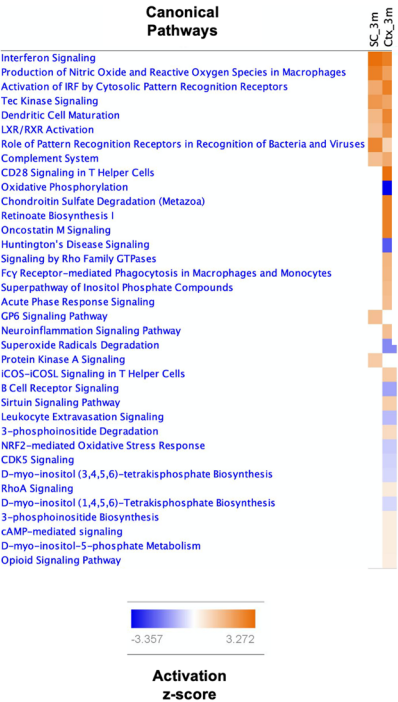 Canonical
Pathways
SC_3m
Ctx_3m
Interferon Signaling
Production of Nitric Oxide and Reactive Oxygen Species in Macrophages
Activation of IRF by Cytosolic Pattern Recognition Receptors
Tec Kinase Signaling
Dendritic Cell Maturation
LXR/RXR Activation
Role of Pattern Recognition Receptors in Recognition of Bacteria and Viruses
Complement System
CD28 Signaling in T Helper Cells
Oxidative Phosphorylation
Chondroitin Sulfate Degradation (Metazoa)
Retinoate Biosynthesis I
Oncostatin M Signaling
Huntington's Disease Signaling
Signaling by Rho Family GTPases
Fcγ Receptor-mediated Phagocytosis in Macrophages and Monocytes
Superpathway of Inositol Phosphate Compounds
Acute Phase Response Signaling
GP6 Signaling Pathway
Neuroinflammation Signaling Pathway
Superoxide Radicals Degradation
Protein Kinase A Signaling
iCOS-iCOSL Signaling in T Helper Cells
B Cell Receptor Signaling
Sirtuin Signaling Pathway
Leukocyte Extravasation Signaling
3-phosphoinositide Degradation
NRF2-mediated Oxidative Stress Response
CDK5 Signaling
D-myo-inositol (3,4,5,6)-tetrakisphosphate Biosynthesis
RhoA Signaling
D-myo-inositol (1,4,5,6)-Tetrakisphosphate Biosynthesis
3-phosphoinositide Biosynthesis
cAMP-mediated signaling
D-myo-inositol-5-phosphate Metabolism
Opioid Signaling Pathway
-3.357 3.272
Activation
z-score